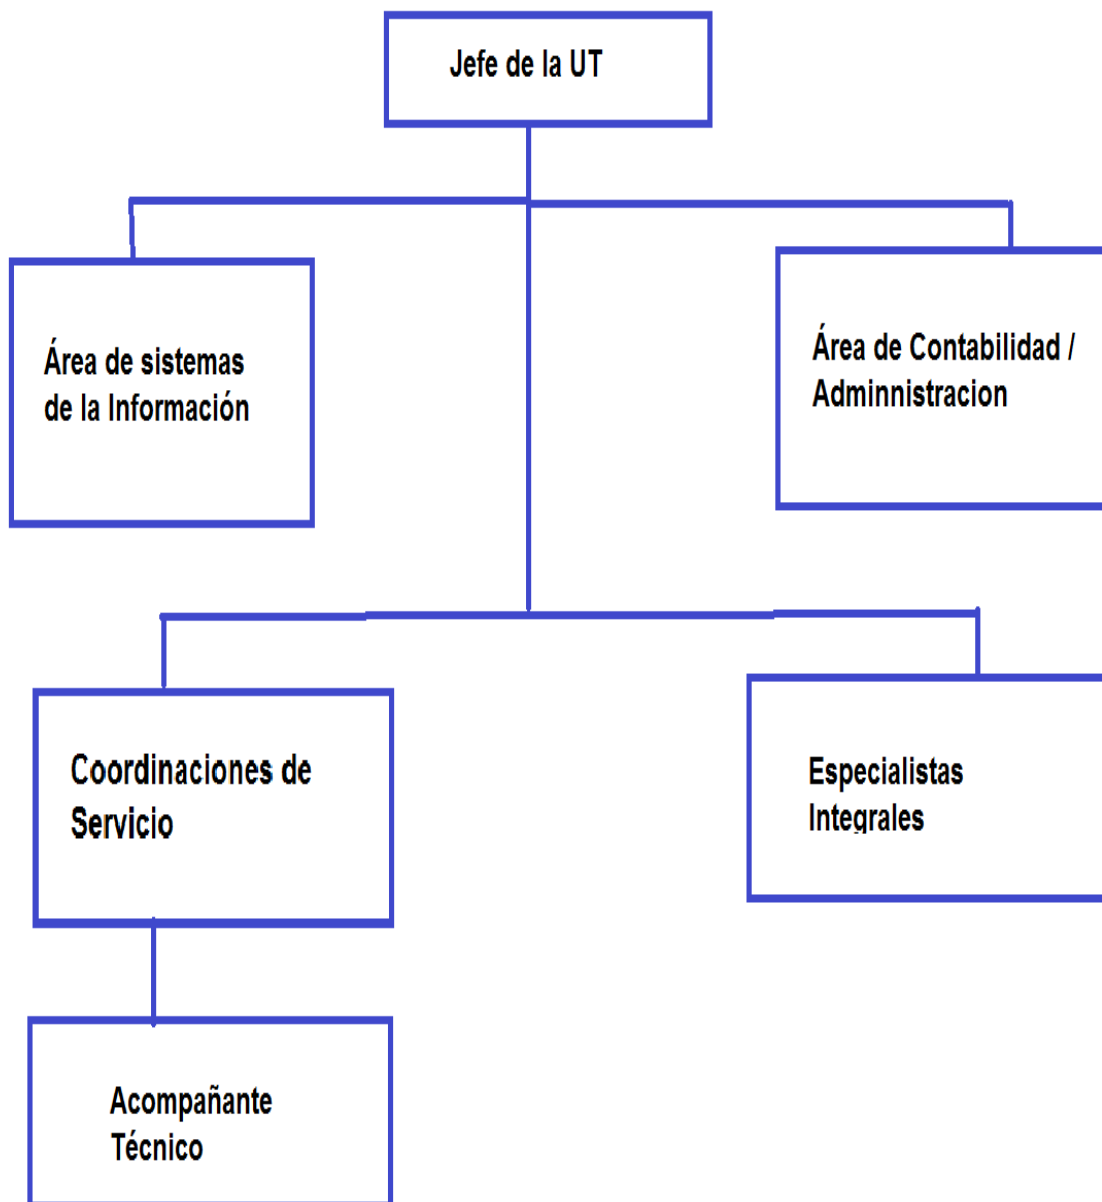 Jefe de la UT
Área de sistemas
de la Información
Área de Contabilidad /
Adminnistracion
Coordinaciones de
Servicio
Especialistas
Integrales
Acompañante
Técnico